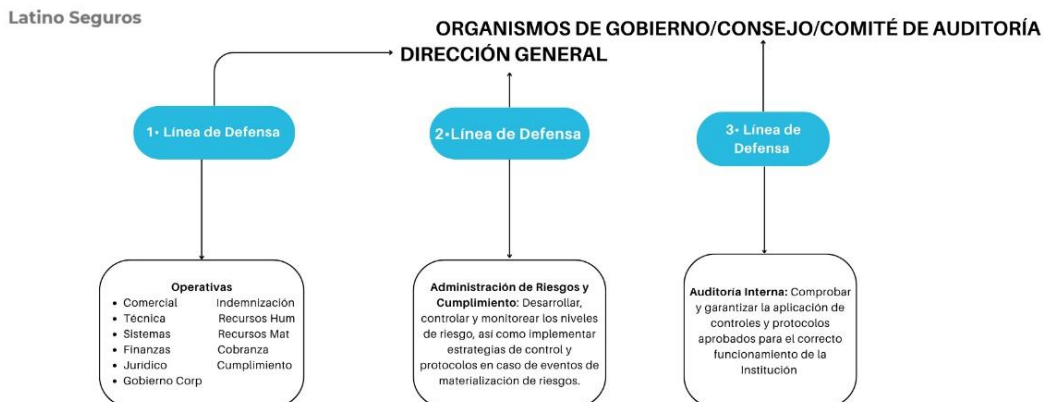 Latino Seguros
ORGANISMOS DE GOBIERNO/CONSEJO/COMITÉ DE AUDITORÍA
DIRECCIÓN GENERAL
1• Línea de Defensa
2•Línea de Defensa
3• Línea de
Defensa
Operativas
• Comercial Indemnización
• Técnica Recursos Hum
• Sistemas Recursos Mat
• Finanzas Cobranza
• Juridico Cumplimiento
• Gobierno Corp
Administración de Riesgos y
Cumplimiento: Desarrollar,
controlar y monitorear los niveles
de riesgo, así como implementar
estrategias de control y
protocolos en caso de eventos de
materialización de riesgos.
Auditoría Interna: Comprobar
y garantizar la aplicación de
controles y protocolos
aprobados para el correcto
funcionamiento de la
Institución